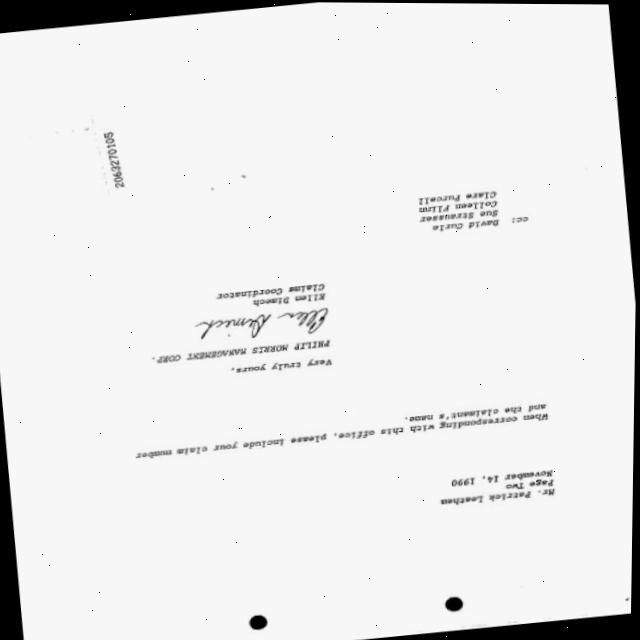 Mr. Patrick Leathem
Page Two
November 14, 1990
When corresponding with this office, please include your claim number
and the claimant's name.
Very truly yours,
PHILIP MORRIS MANAGEMENT CORP.
Ellen Dimech
Ellen Dimech
Claims Coordinator
cc: David Curle
Sue Strausser
Colleen Flinn
Clare Purcell
2063270105